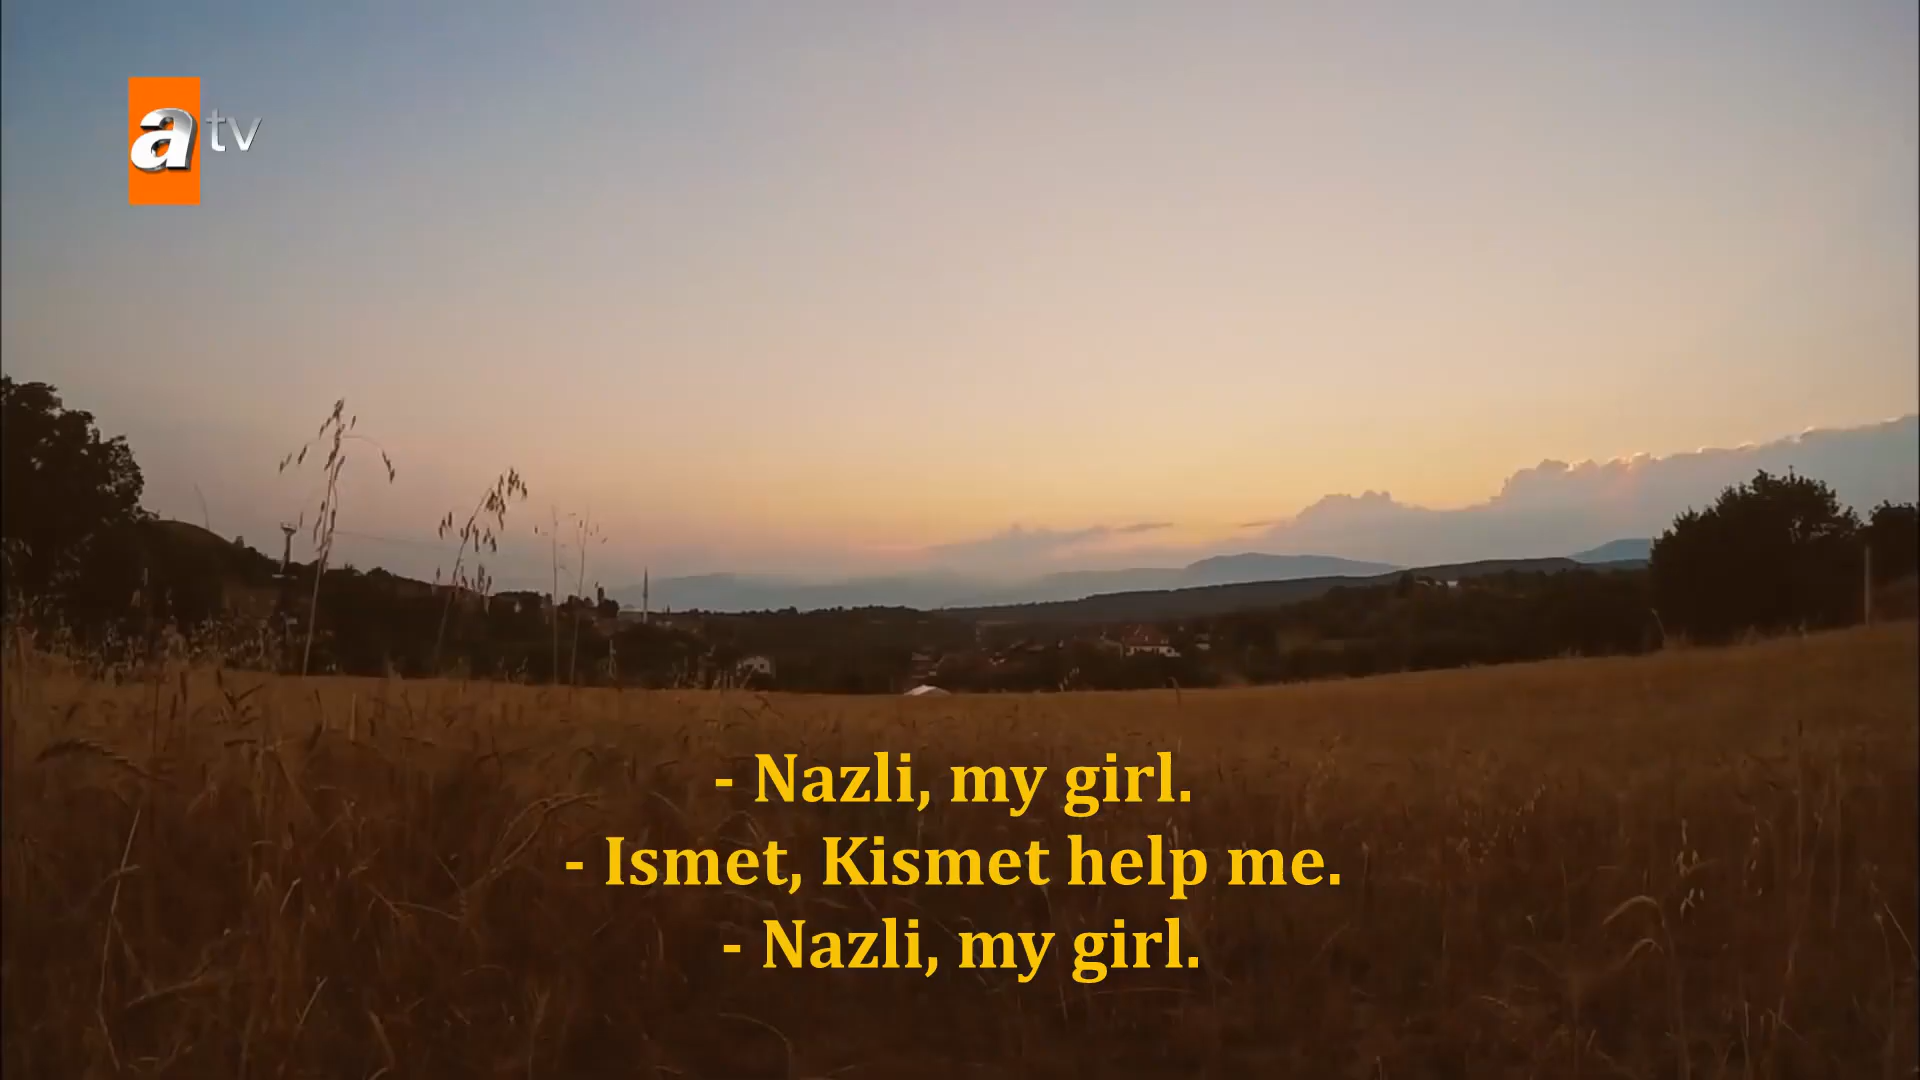 atv
- Nazli, my girl.
- Ismet, Kismet help me.
- Nazli, my girl.